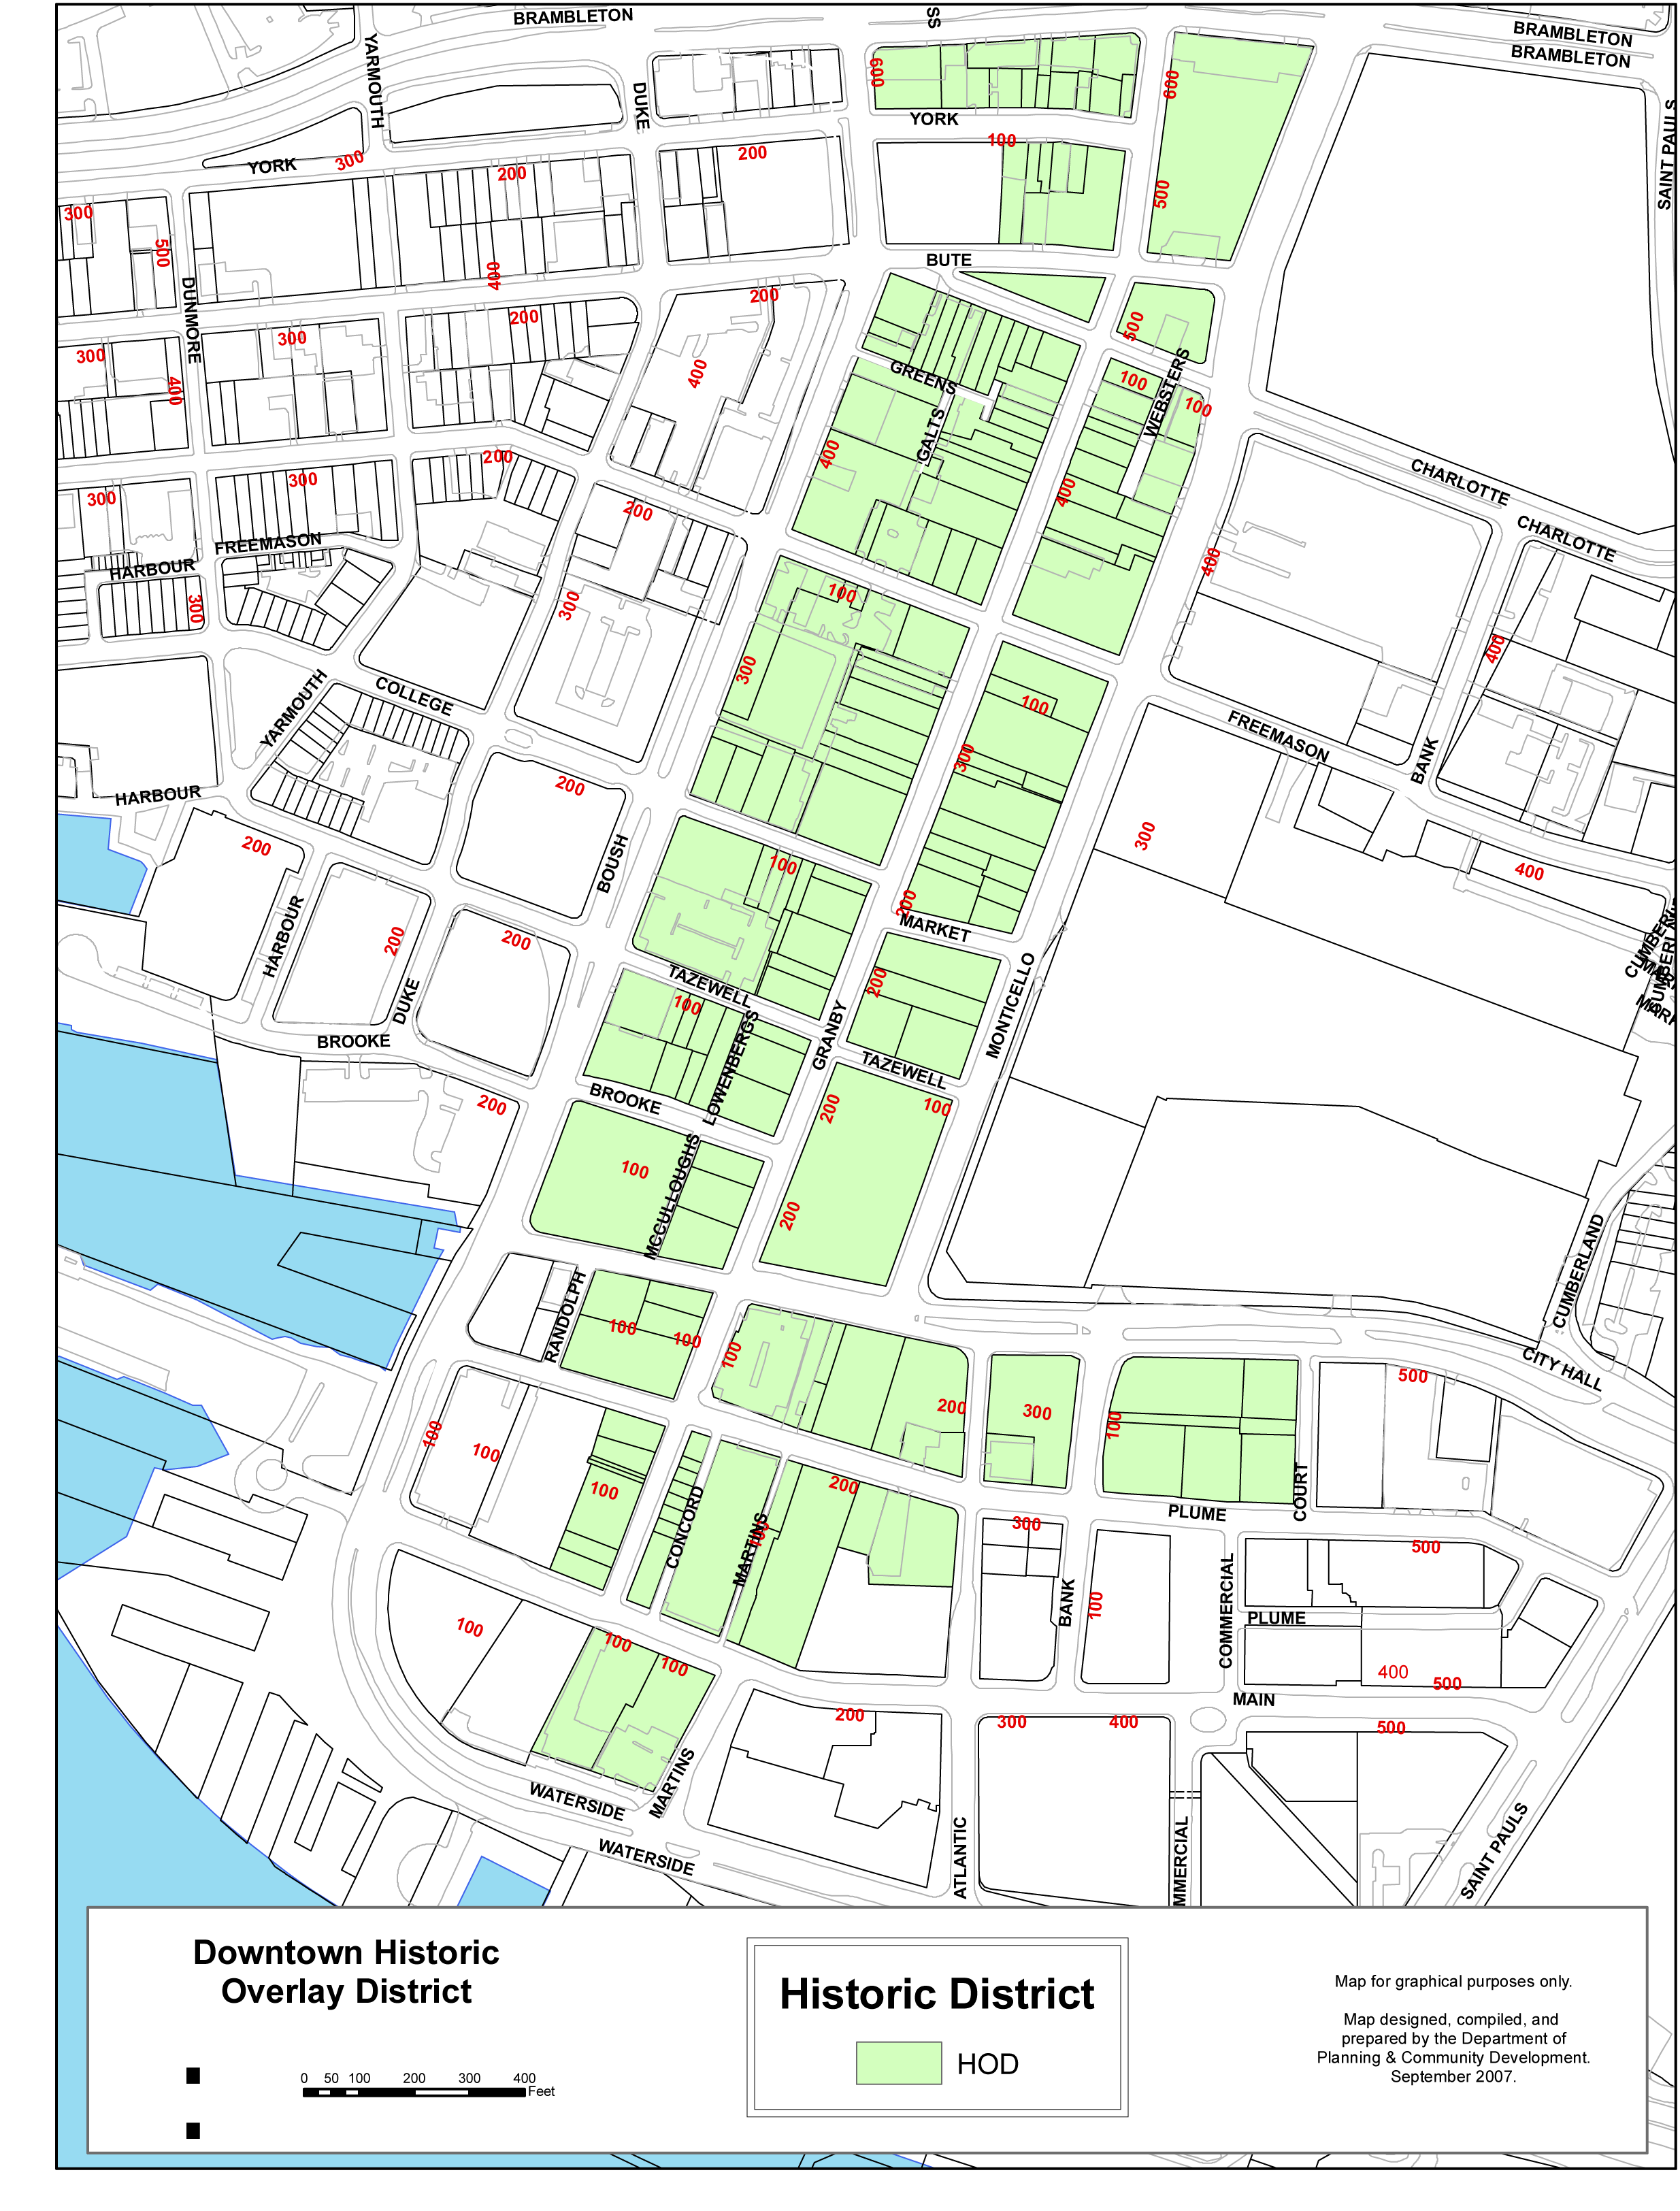 BRAMBLETON
SS
BRAMBLETON
BRAMBLETON
YARMOUTH
DUKE
600
600
SAINT PAULS
YORK
100
YORK
300
200
200
300
500
500
400
BUTE
DUNMORE
200
200
300
300
500
400
400
GREENS
100
WEBSTERS
100
GALTS
400
200
300
300
400
CHARLOTTE
CHARLOTTE
200
FREEMASON
HARBOUR
300
300
100
400
400
300
100
YARMOUTH
COLLEGE
FREEMASON
300
BANK
HARBOUR
200
300
200
BOUSH
100
400
200
HARBOUR
200
200
MARKET
CUMBERLAND
TAZEWELL
200
DUKE
100
GRANBY
MONTICELLO
BROOKE
LOWENBERGS
TAZEWELL
200
BROOKE
200
100
MCCULLOUGHS
100
200
CUMBERLAND
RANDOLPH
100
100
100
CITY HALL
200
300
500
100
100
100
100
200
CONCORD
MARTINS
100
COURT
PLUME
300
500
BANK
100
COMMERCIAL
PLUME
100
100
100
400
500
MAIN
200
300
400
500
MARTINS
WATERSIDE
WATERSIDE
ATLANTIC
MMERCIAL
SAINT PAULS
Downtown Historic
Overlay District
0 50 100 200 300 400
Feet
Historic District
HOD
Map for graphical purposes only.
Map designed, compiled, and
prepared by the Department of
Planning & Community Development.
September 2007.